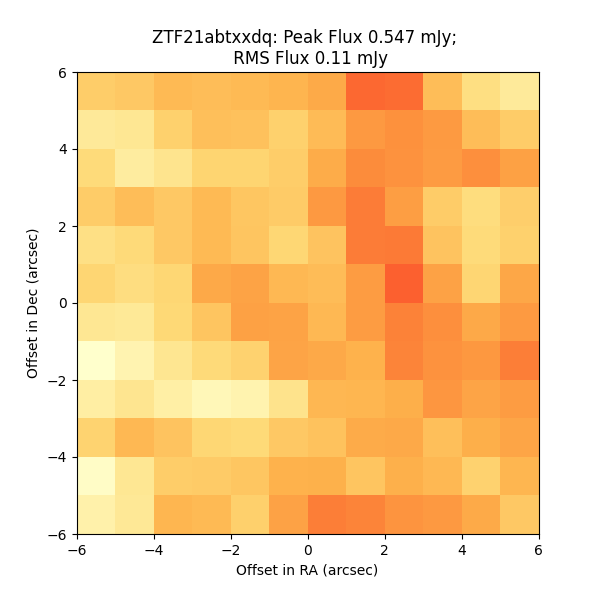 ZTF21abtxxdq: Peak Flux 0.547 mJy;
RMS Flux 0.11 mJy
6
4
2
0
−2
−4
−6
Offset in Dec (arcsec)
−6 −4 −2 0 2 4 6
Offset in RA (arcsec)